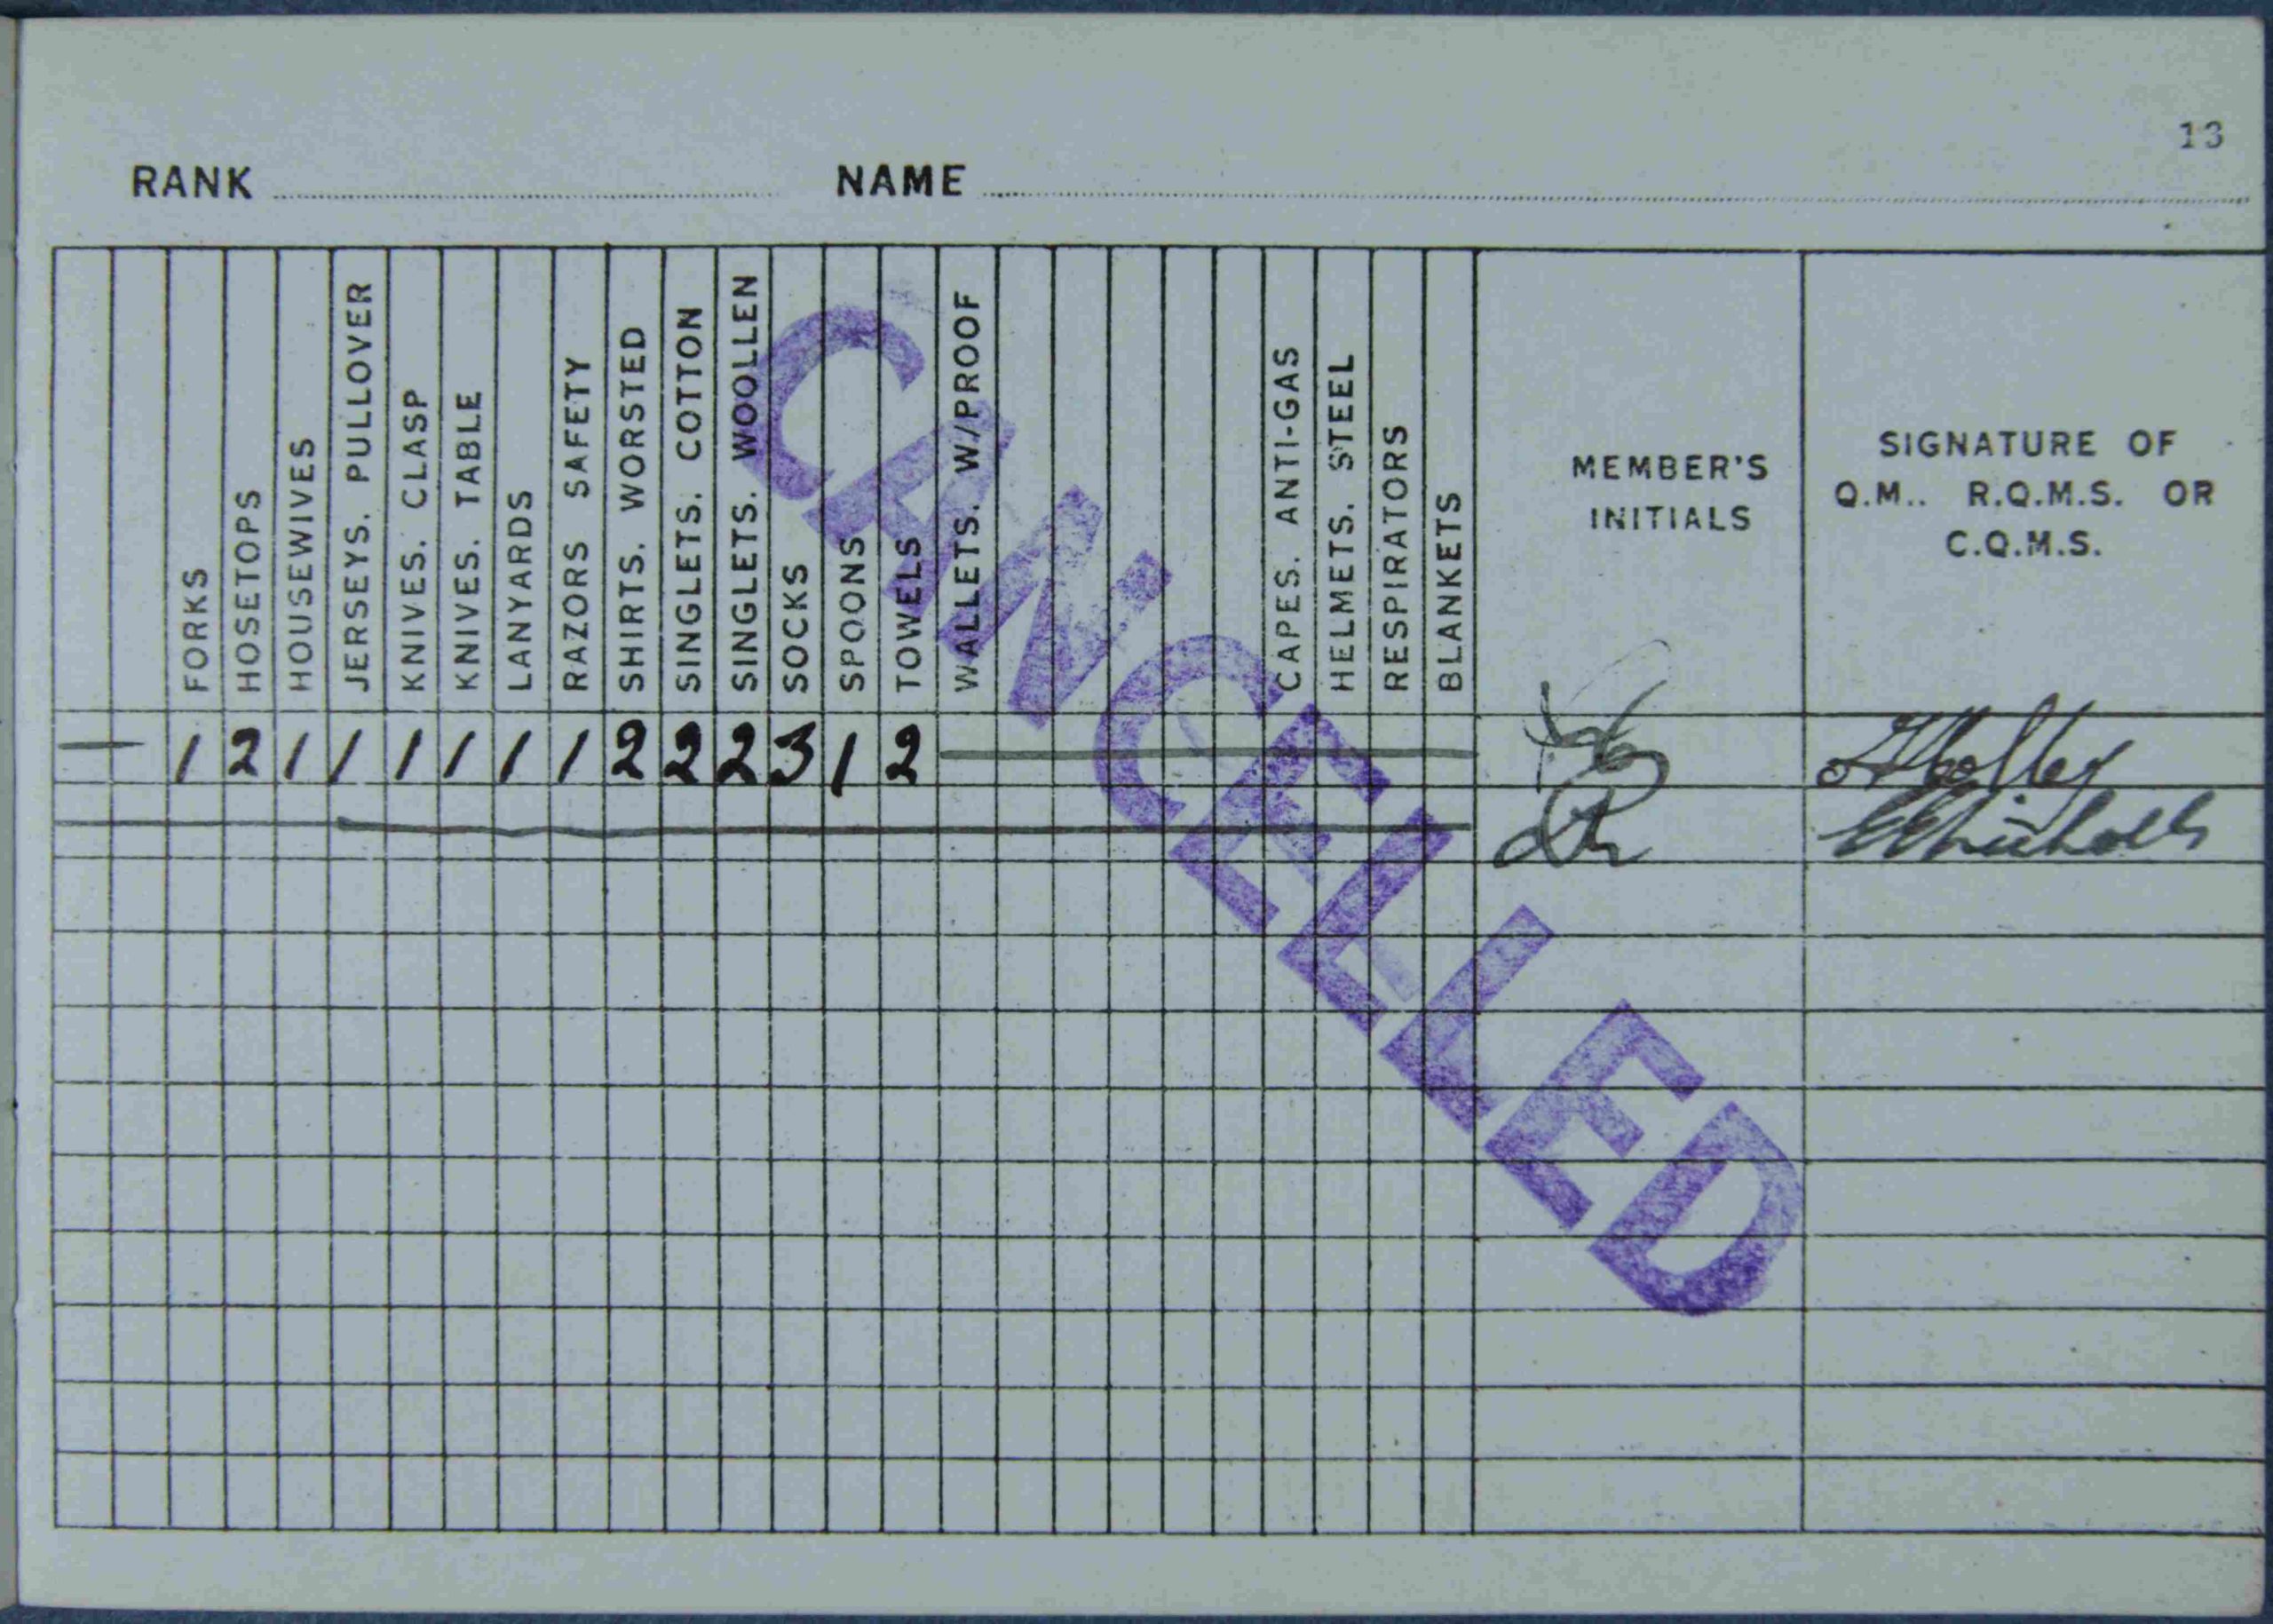 13
RANK NAME
FORKS
HOSETOPS
HOUSEWIVES
JERSEYS. PULLOVER
KNIVES. CLASP
KNIVES. TABLE
LANYARDS
RAZORS SAFETY
SHIRTS. WORSTED
SINGLETS. COTTON
SINGLETS. WOOLLEN
SOCKS
SPOONS
TOWELS
WALLETS. W/PROOF
CAPES. ANTI-GAS
HELMETS. STEEL
RESPIRATORS
BLANKETS
MEMBER'S
INITIALS
SIGNATURE OF
Q.M.. R.Q.M.S. OR
C.Q.M.S.
1 2 1 1 1 1 1 1 2 2 2 3 1 2
CANCELLED